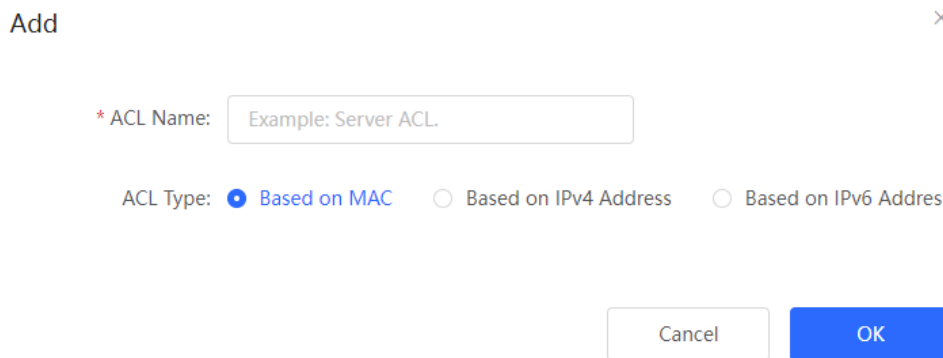 Add
* ACL Name: Example: Server ACL.
ACL Type: Based on MAC Based on IPv4 Address Based on IPv6 Addres
Cancel OK